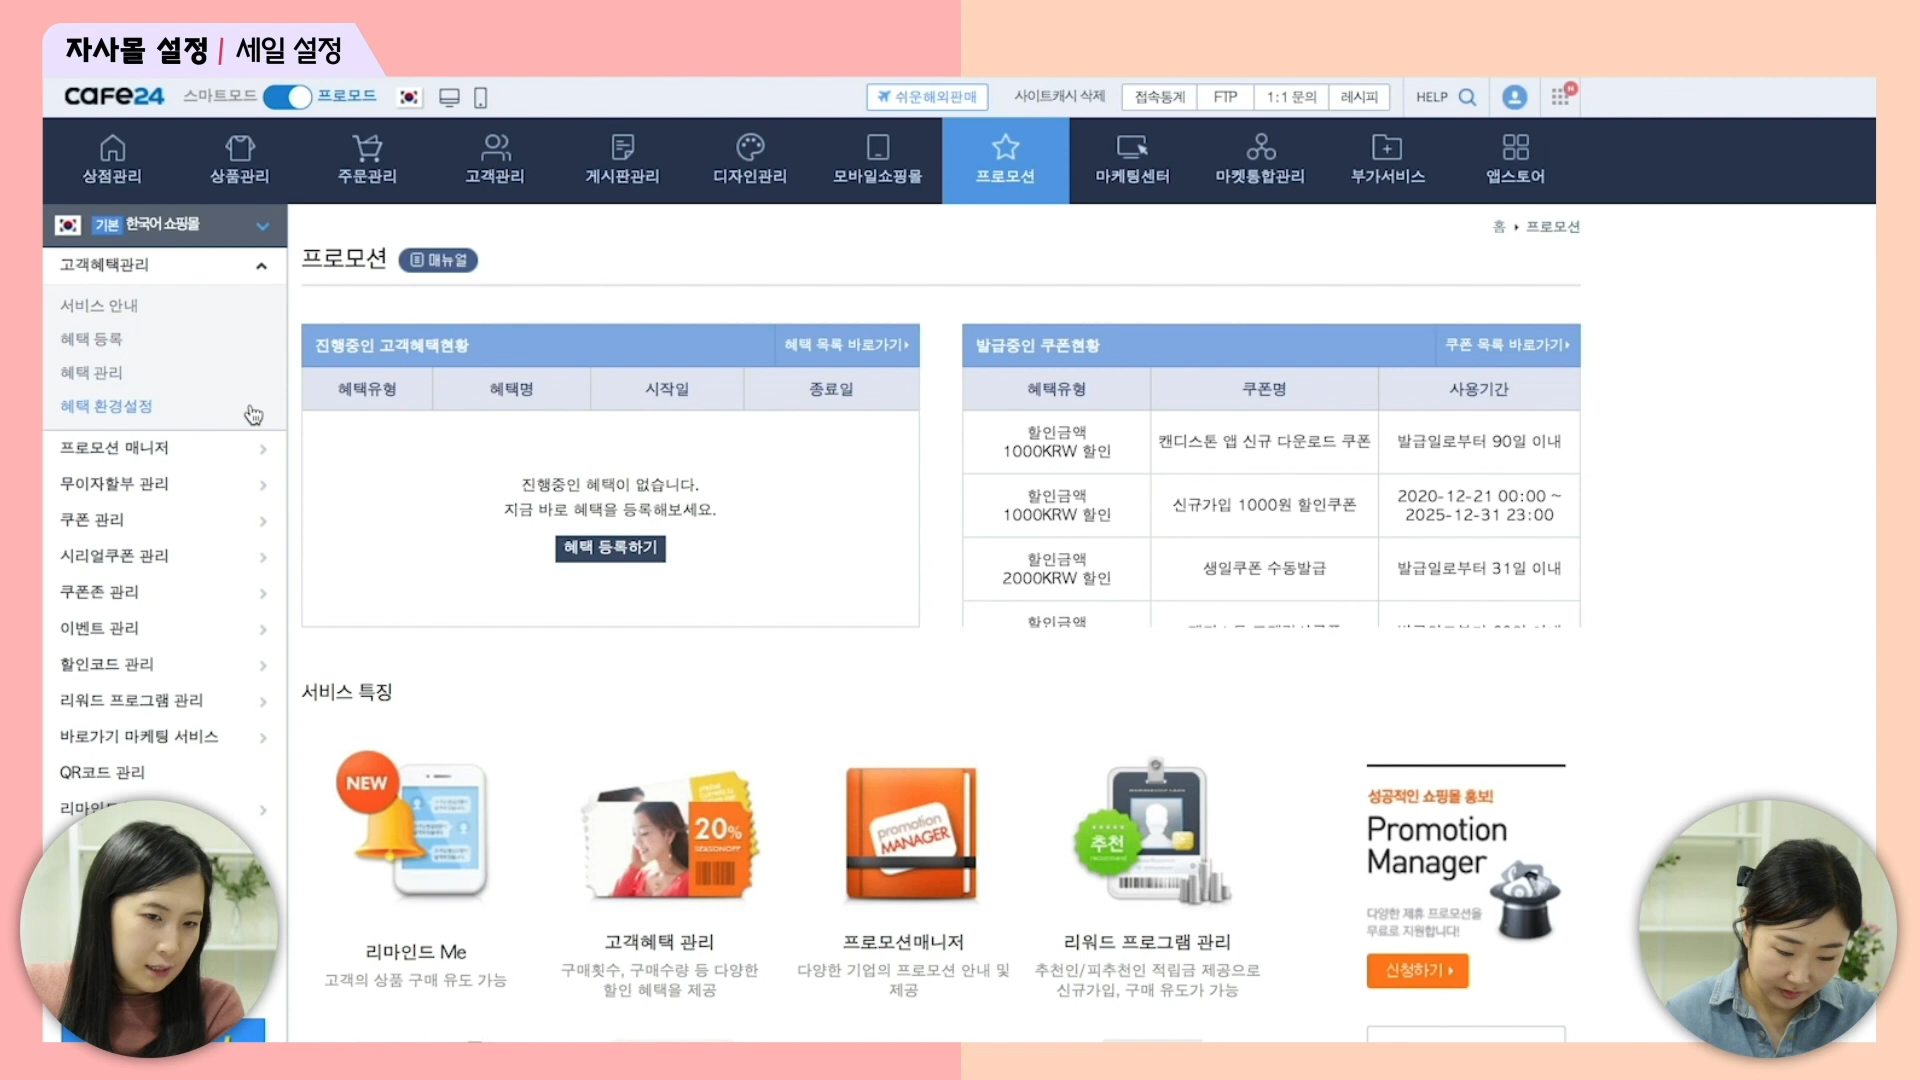 자사몰 설정 | 세일 설정
cafe24 스마트모드 프로모드
쉬운해외판매 사이트캐시 삭제 접속통계 FTP 1:1 문의 레시피 HELP N
상점관리 상품관리 주문관리 고객관리 게시판관리 디자인관리 모바일쇼핑몰 프로모션 마케팅센터 마켓통합관리 부가서비스 앱스토어
기본 한국어 쇼핑몰
고객혜택관리
서비스 안내
혜택 등록
혜택 관리
혜택 환경설정
프로모션 매니저
무이자할부 관리
쿠폰 관리
시리얼쿠폰 관리
쿠폰존 관리
이벤트 관리
할인코드 관리
리워드 프로그램 관리
바로가기 마케팅 서비스
QR코드 관리
홈 프로모션
프로모션 매뉴얼
진행중인 고객혜택현황 혜택 목록 바로가기
혜택유형 혜택명 시작일 종료일
진행중인 혜택이 없습니다.
지금 바로 혜택을 등록해보세요.
혜택 등록하기
발급중인 쿠폰현황 쿠폰 목록 바로가기
혜택유형 쿠폰명 사용기간
할인금액
1000KRW 할인
캔디스톤 앱 신규 다운로드 쿠폰
발급일로부터 90일 이내
할인금액
1000KRW 할인
신규가입 1000원 할인쿠폰
2020-12-21 00:00 ~
2025-12-31 23:00
할인금액
2000KRW 할인
생일쿠폰 수동발급
발급일로부터 31일 이내
할인금액
서비스 특징
NEW
리마인드 Me
고객의 상품 구매 유도 가능
20%
SEASONOFF
고객혜택 관리
구매횟수, 구매수량 등 다양한
할인 혜택을 제공
promotion
MANAGER
프로모션매니저
다양한 기업의 프로모션 안내 및
제공
추천
recommend
리워드 프로그램 관리
추천인/피추천인 적립금 제공으로
신규가입, 구매 유도가 가능
성공적인 쇼핑몰 홍보!
Promotion
Manager
다양한 제휴 프로모션을
무료로 지원합니다!
신청하기